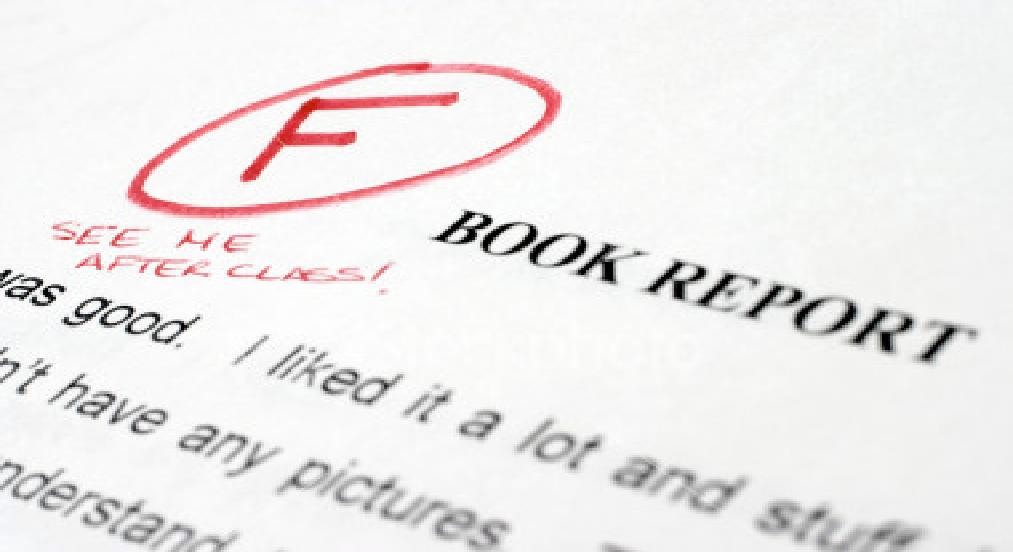 F
SEE ME
AFTER CLASS!
BOOK REPORT
was good. I liked it a lot and stuff
n't have any pictures.
nderstand